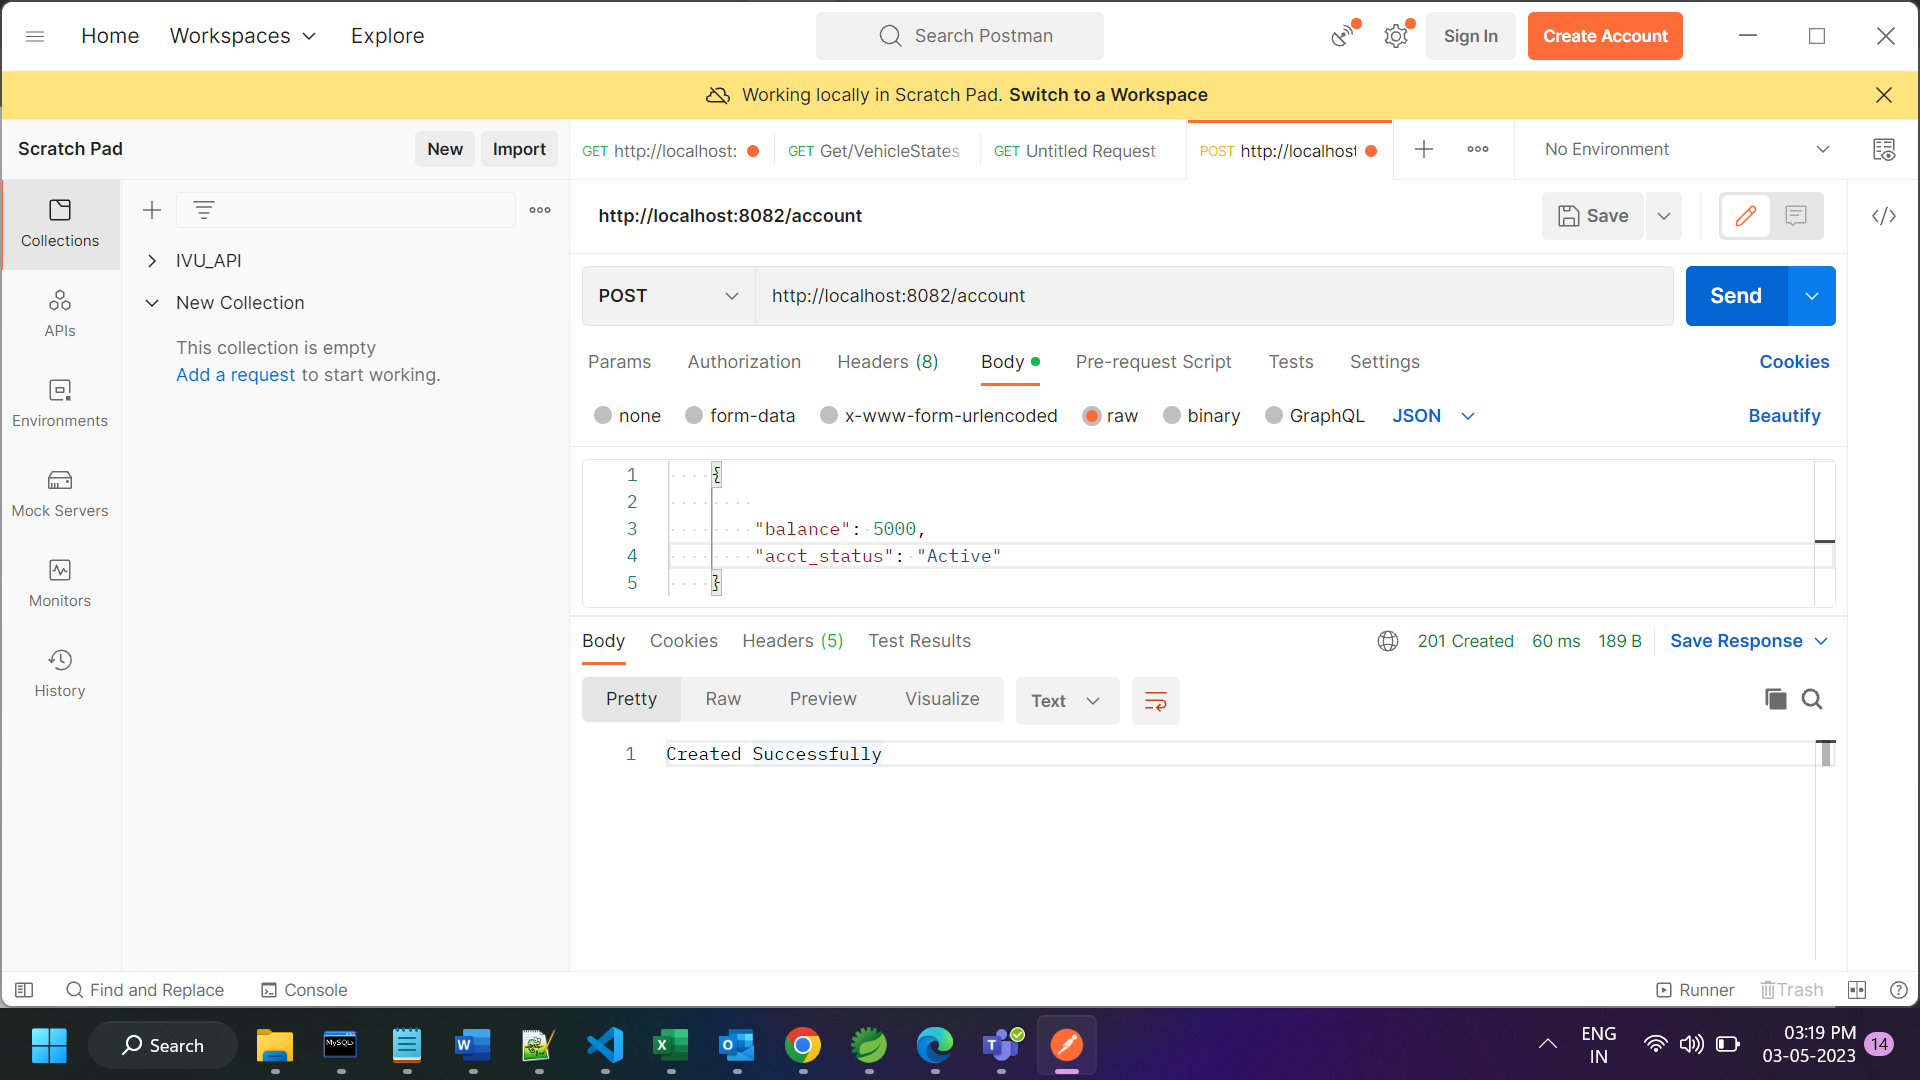 Home Workspaces Explore Search Postman Sign In Create Account
Working locally in Scratch Pad. Switch to a Workspace
Scratch Pad New Import
GET http://localhost: GET Get/VehicleStates GET Untitled Request POST http://localhost No Environment
Collections
APIs
Environments
Mock Servers
Monitors
History
IVU_API
New Collection
This collection is empty
Add a request to start working.
http://localhost:8082/account Save
POST http://localhost:8082/account Send
Params Authorization Headers (8) Body Pre-request Script Tests Settings Cookies
none form-data x-www-form-urlencoded raw binary GraphQL JSON Beautify
1 {
2
3 "balance": 5000,
4 "acct_status": "Active"
5 }
Body Cookies Headers (5) Test Results 201 Created 60 ms 189 B Save Response
Pretty Raw Preview Visualize Text
1 Created Successfully
Find and Replace Console Runner Trash
Search MySQL ENG IN 03:19 PM 14
03-05-2023